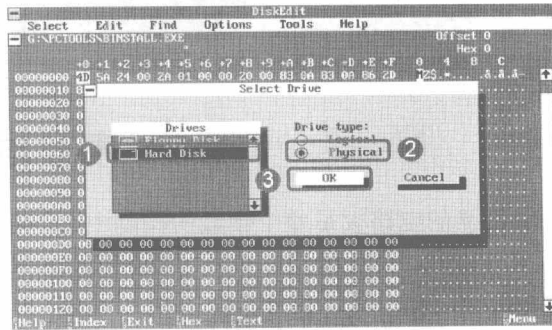 DiskEdit
Select Edit Find Options Tools Help
G:\PCTOOLS\BINSTALL.EXE Offset 0
Hex 0
+0 +1 +2 +3 +4 +5 +6 +7 +8 +9 +A +B +C +D +E +F 0 4 8 C
00000000 4D 5A 24 00 2A 01 00 00 20 00 83 0A 83 00 B6 2D
00000010 Select Drive
00000020
00000030
00000040 Drives Drive type:
00000050 Floppy Disk Logical
00000060 1 Hard Disk Physical 2
00000070
00000080 3 OK Cancel
00000090
000000A0
000000B0
000000C0
000000D0 00 00 00 00 00 00 00 00 00 00 00 00 00 00 00 00
000000E0 00 00 00 00 00 00 00 00 00 00 00 00 00 00 00 00
000000F0 00 00 00 00 00 00 00 00 00 00 00 00 00 00 00 00
00000100 00 00 00 00 00 00 00 00 00 00 00 00 00 00 00 00
00000110 00 00 00 00 00 00 00 00 00 00 00 00 00 00 00 00
00000120 00 00 00 00 00 00 00 00 00 00 00 00 00 00 00 00
Help Index Exit Hex Text Menu